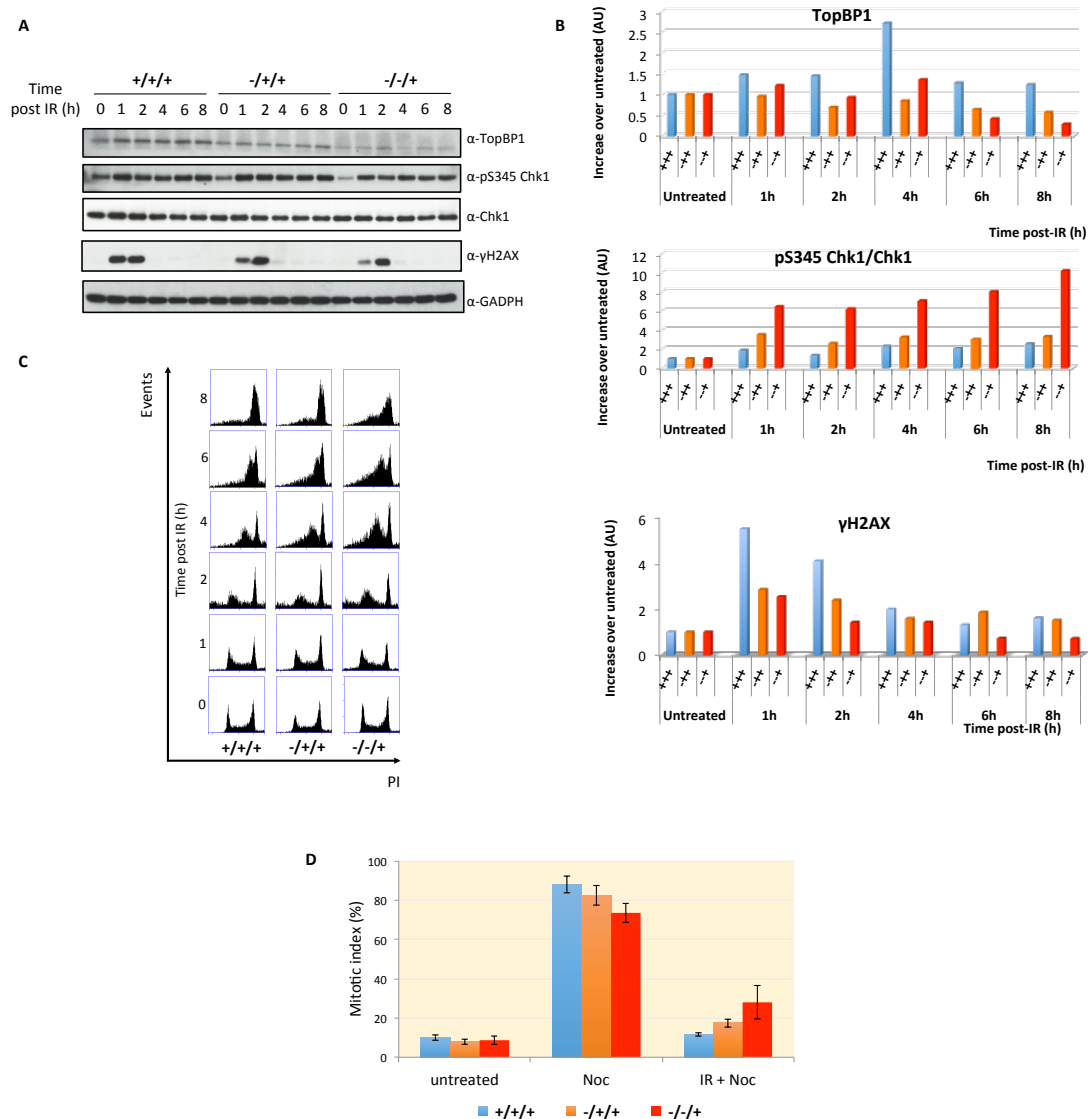 A
Time
post IR (h)
+/+/+ -/+/+ -/-/+
0 1 2 4 6 8 0 1 2 4 6 8 0 1 2 4 6 8
α-TopBP1
α-pS345 Chk1
α-Chk1
α-γH2AX
α-GADPH
B
TopBP1
Increase over untreated (AU)
3
2.5
2
1.5
1
0.5
0
Untreated 1h 2h 4h 6h 8h
Time post-IR (h)
pS345 Chk1/Chk1
Increase over untreated (AU)
12
10
8
6
4
2
0
Untreated 1h 2h 4h 6h 8h
Time post-IR (h)
γH2AX
Increase over untreated (AU)
6
4
2
0
Untreated 1h 2h 4h 6h 8h
Time post-IR (h)
C
Events
Time post IR (h)
8
6
4
2
1
0
+/+/+ -/+/+ -/-/+
PI
D
Mitotic index (%)
100
80
60
40
20
0
untreated Noc IR + Noc
+/+/+ -/+/+ -/-/+